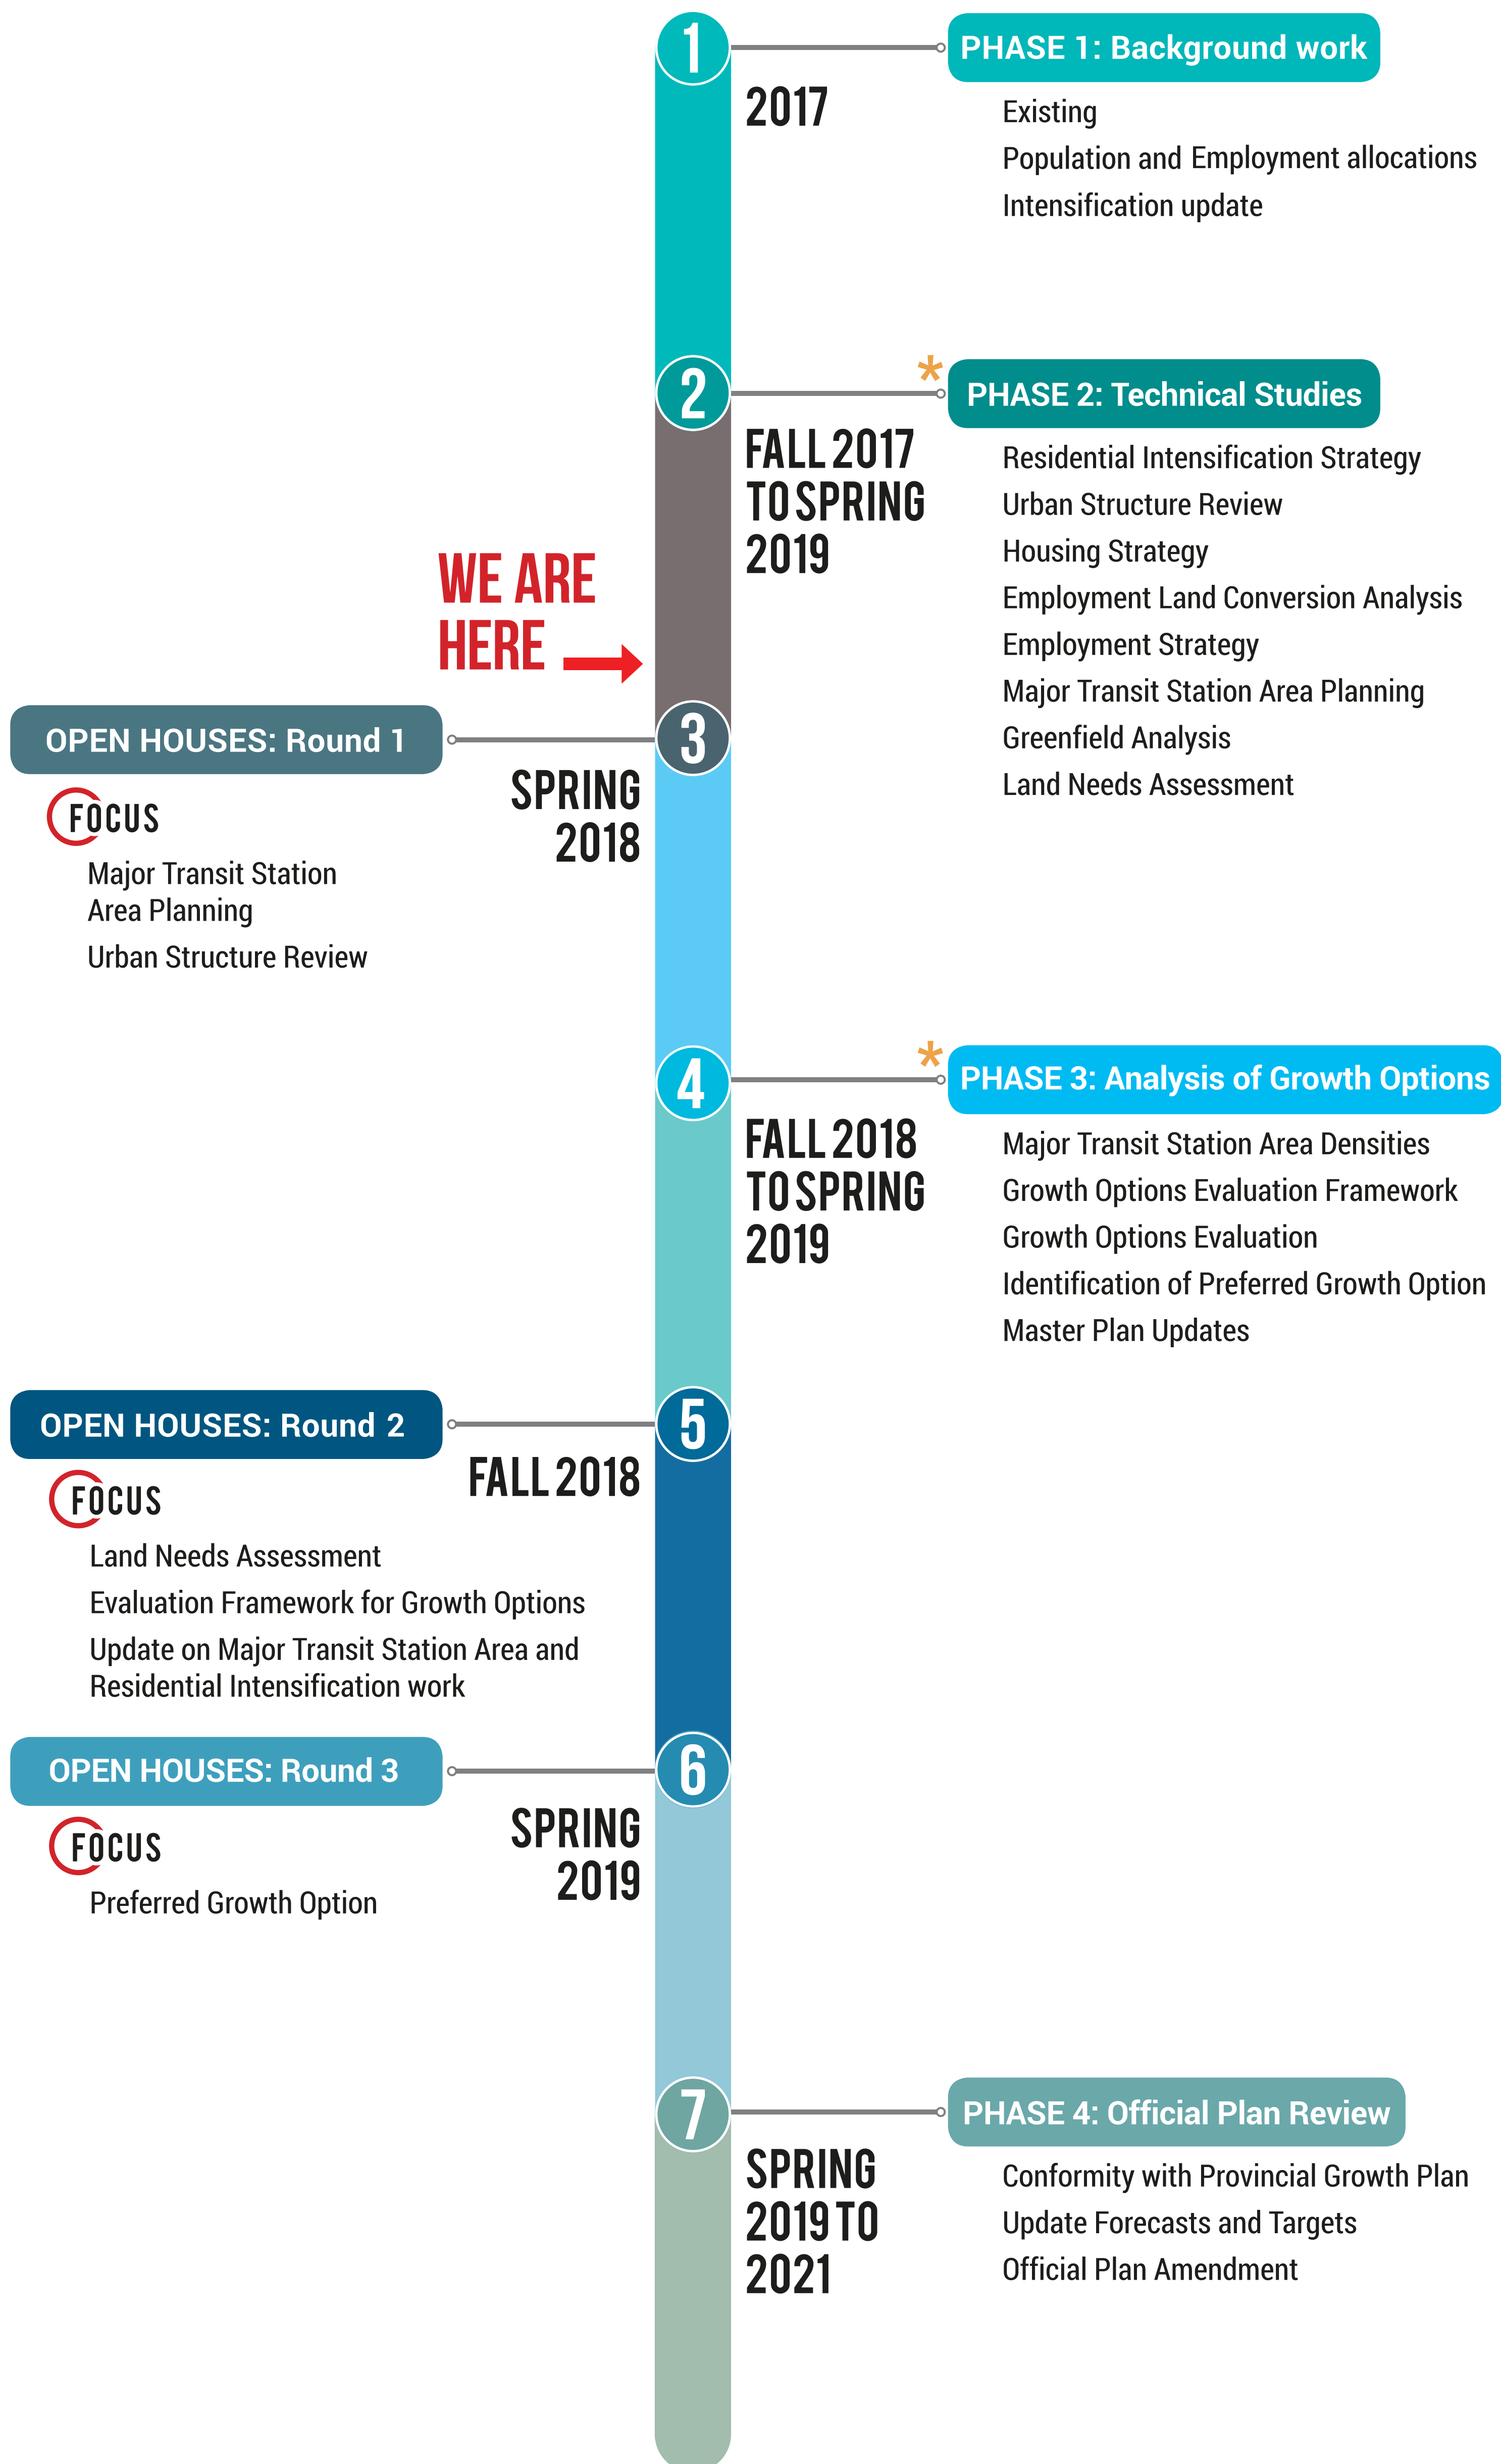 1
PHASE 1: Background work
2017
Existing
Population and Employment allocations
Intensification update
2
*
PHASE 2: Technical Studies
FALL 2017
TO SPRING
2019
Residential Intensification Strategy
Urban Structure Review
Housing Strategy
Employment Land Conversion Analysis
Employment Strategy
Major Transit Station Area Planning
Greenfield Analysis
Land Needs Assessment
WE ARE
HERE
3
OPEN HOUSES: Round 1
SPRING
2018
FOCUS
Major Transit Station
Area Planning
Urban Structure Review
4
*
PHASE 3: Analysis of Growth Options
FALL 2018
TO SPRING
2019
Major Transit Station Area Densities
Growth Options Evaluation Framework
Growth Options Evaluation
Identification of Preferred Growth Option
Master Plan Updates
5
OPEN HOUSES: Round 2
FALL 2018
FOCUS
Land Needs Assessment
Evaluation Framework for Growth Options
Update on Major Transit Station Area and
Residential Intensification work
6
OPEN HOUSES: Round 3
SPRING
2019
FOCUS
Preferred Growth Option
7
PHASE 4: Official Plan Review
SPRING
2019 TO
2021
Conformity with Provincial Growth Plan
Update Forecasts and Targets
Official Plan Amendment